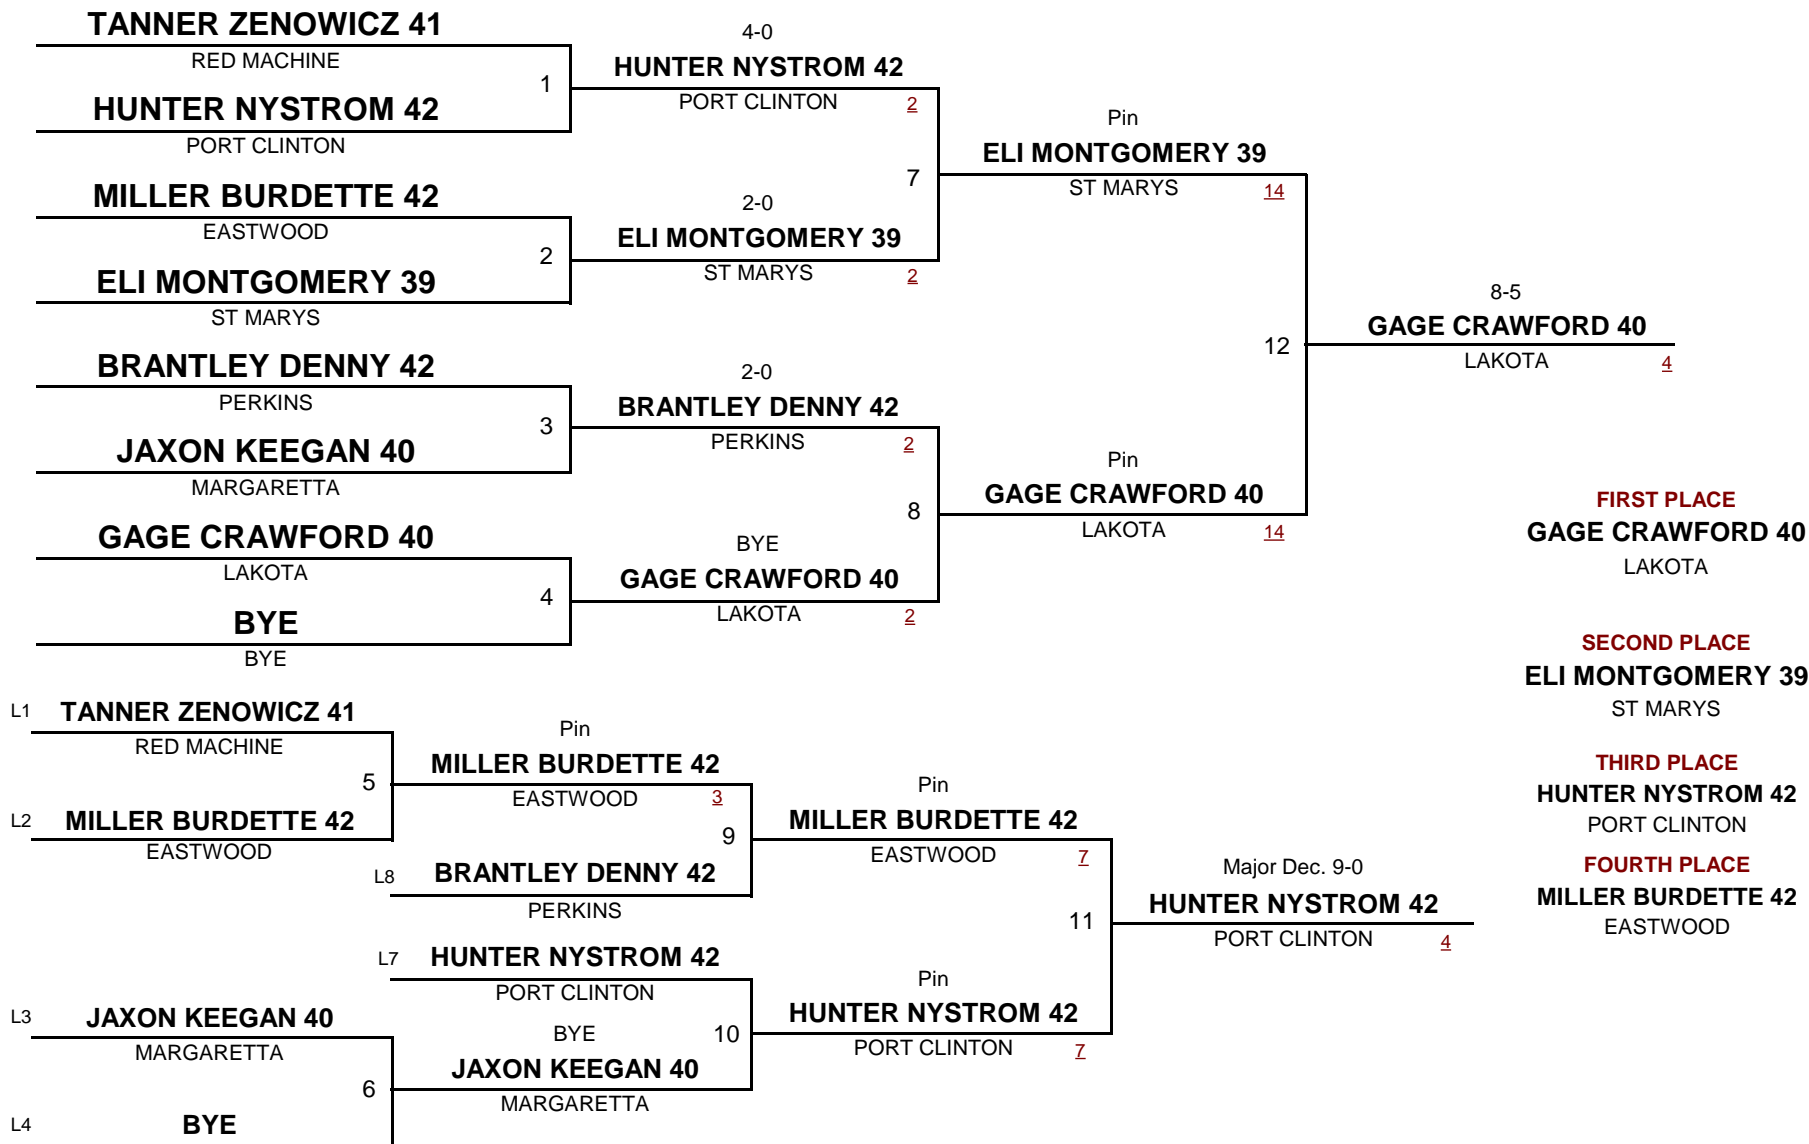 TANNER ZENOWICZ 41
RED MACHINE
1
HUNTER NYSTROM 42
PORT CLINTON
4-0
HUNTER NYSTROM 42
PORT CLINTON 2
MILLER BURDETTE 42
EASTWOOD
2
ELI MONTGOMERY 39
ST MARYS
2-0
ELI MONTGOMERY 39
ST MARYS 2
7
Pin
ELI MONTGOMERY 39
ST MARYS 14
BRANTLEY DENNY 42
PERKINS
3
JAXON KEEGAN 40
MARGARETTA
2-0
BRANTLEY DENNY 42
PERKINS 2
GAGE CRAWFORD 40
LAKOTA
4
BYE
BYE
BYE
GAGE CRAWFORD 40
LAKOTA 2
8
Pin
GAGE CRAWFORD 40
LAKOTA 14
12
8-5
GAGE CRAWFORD 40
LAKOTA 4
FIRST PLACE
GAGE CRAWFORD 40
LAKOTA
SECOND PLACE
ELI MONTGOMERY 39
ST MARYS
THIRD PLACE
HUNTER NYSTROM 42
PORT CLINTON
FOURTH PLACE
MILLER BURDETTE 42
EASTWOOD
L1 TANNER ZENOWICZ 41
RED MACHINE
5
L2 MILLER BURDETTE 42
EASTWOOD
Pin
MILLER BURDETTE 42
EASTWOOD 3
9
L8 BRANTLEY DENNY 42
PERKINS
Pin
MILLER BURDETTE 42
EASTWOOD 7
L7 HUNTER NYSTROM 42
PORT CLINTON
10
L3 JAXON KEEGAN 40
MARGARETTA
6
L4 BYE
BYE
JAXON KEEGAN 40
MARGARETTA
Pin
HUNTER NYSTROM 42
PORT CLINTON 7
11
Major Dec. 9-0
HUNTER NYSTROM 42
PORT CLINTON 4